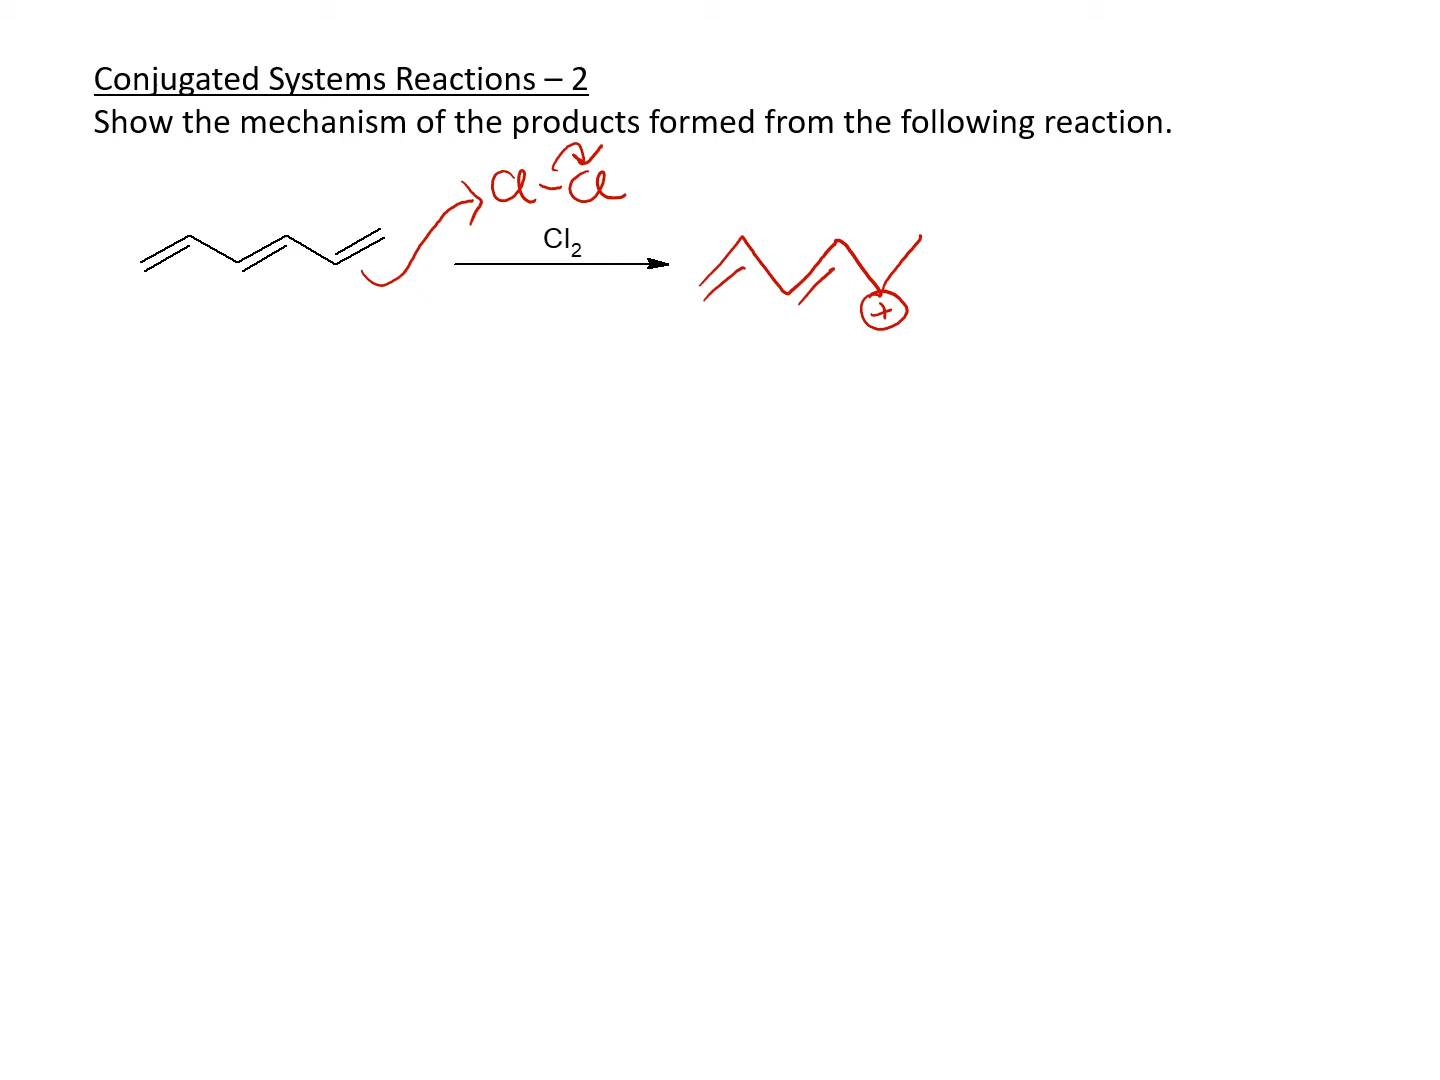 Conjugated Systems Reactions – 2
Show the mechanism of the products formed from the following reaction.
Cl-Cl
Cl2
+